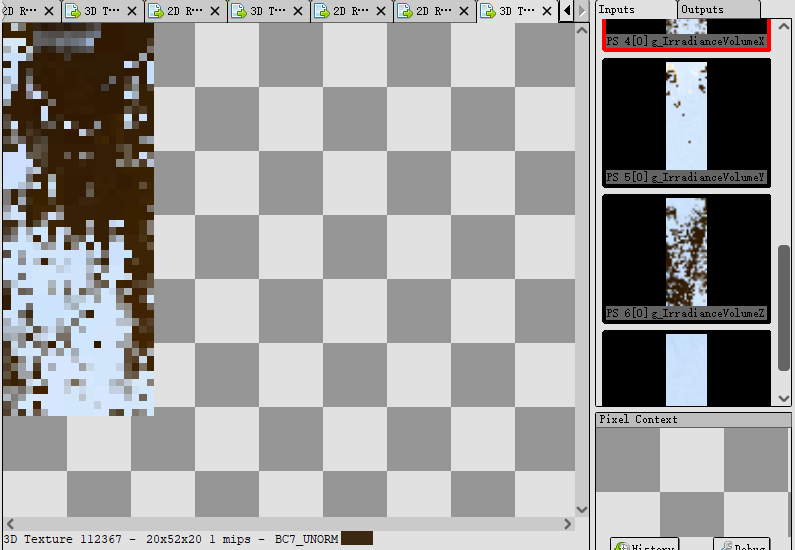 2D R···
3D T···
2D R···
3D T···
2D R···
2D R···
3D T···
Inputs
Outputs
PS 4[0] g_IrradianceVolumeX
PS 5[0] g_IrradianceVolumeY
PS 6[0] g_IrradianceVolumeZ
Pixel Context
History
Debug
3D Texture 112367 - 20x52x20 1 mips - BC7_UNORM